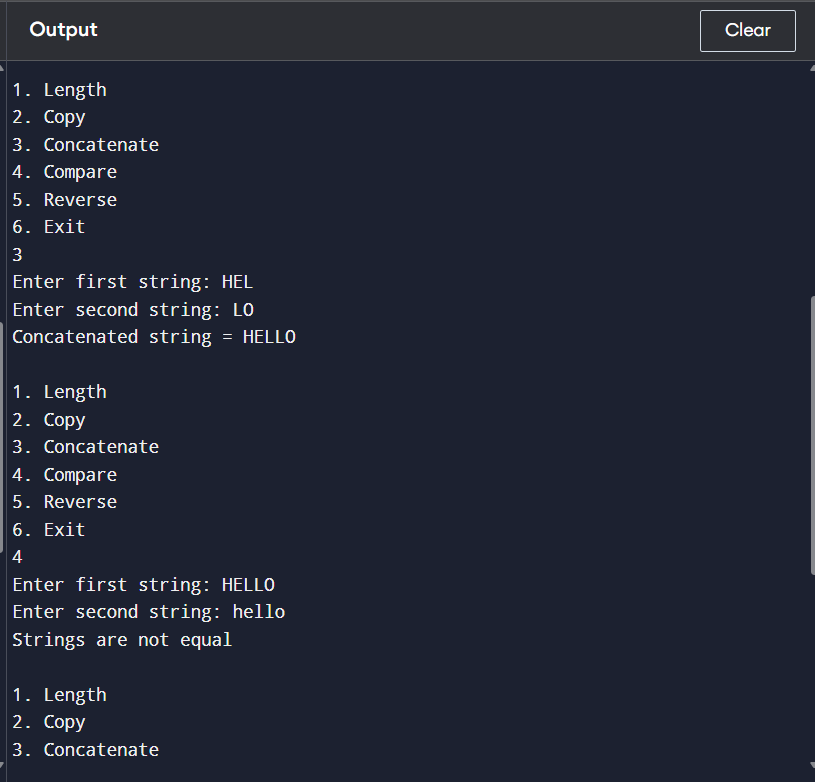 Output
Clear
1. Length
2. Copy
3. Concatenate
4. Compare
5. Reverse
6. Exit
3
Enter first string: HEL
Enter second string: LO
Concatenated string = HELLO

1. Length
2. Copy
3. Concatenate
4. Compare
5. Reverse
6. Exit
4
Enter first string: HELLO
Enter second string: hello
Strings are not equal

1. Length
2. Copy
3. Concatenate